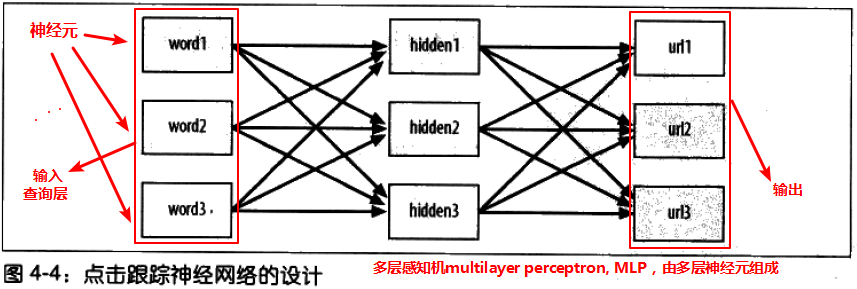 神经元
word1
hidden1
url1
. . .
word2
hidden2
url2
输入
查询层
输出
word3 .
hidden3
url3
图 4-4：点击跟踪神经网络的设计
多层感知机multilayer perceptron, MLP，由多层神经元组成